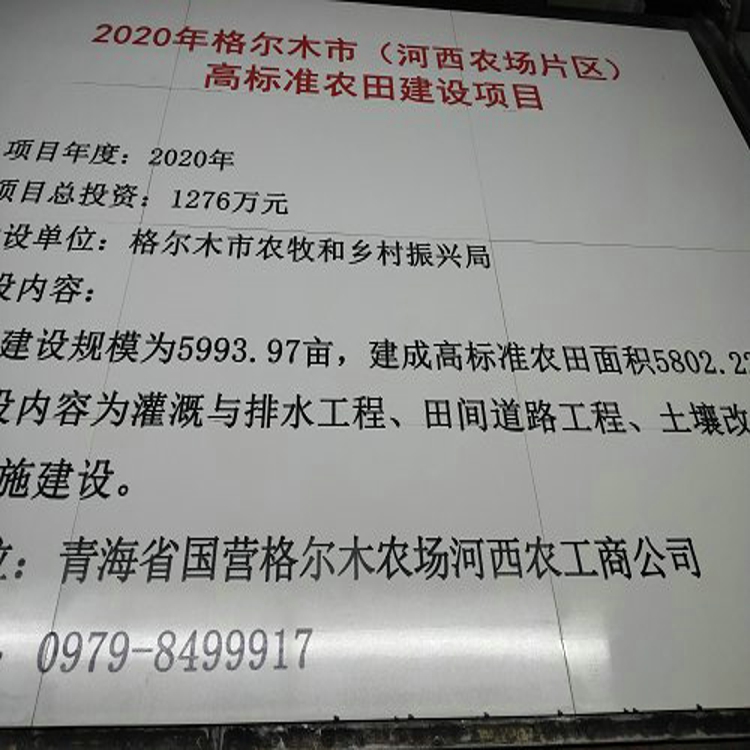 2020年格尔木市（河西农场片区）
高标准农田建设项目
项目年度：2020年
项目总投资：1276万元
设单位：格尔木市农牧和乡村振兴局
设内容：
建设规模为5993.97亩，建成高标准农田面积5802.22
设内容为灌溉与排水工程、田间道路工程、土壤改
施建设。
位：青海省国营格尔木农场河西农工商公司
：0979-8499917